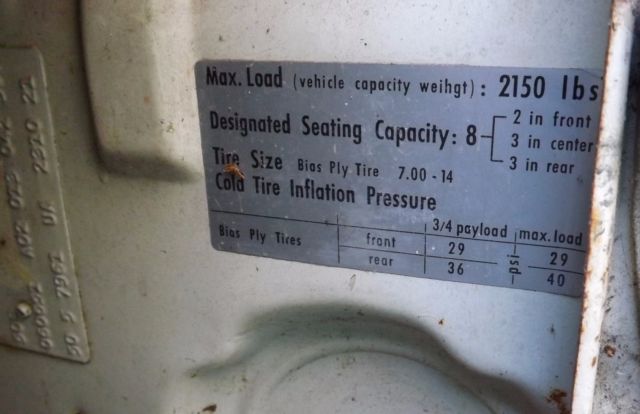 Max. Load (vehicle capacity weihgt): 2150 lbs
Designated Seating Capacity: 8 2 in front
3 in center
3 in rear
Tire Size Bias Ply Tire 7.00-14
Cold Tire Inflation Pressure
3/4 payload max. load
Bias Ply Tires front 29 psi 29
rear 36 40